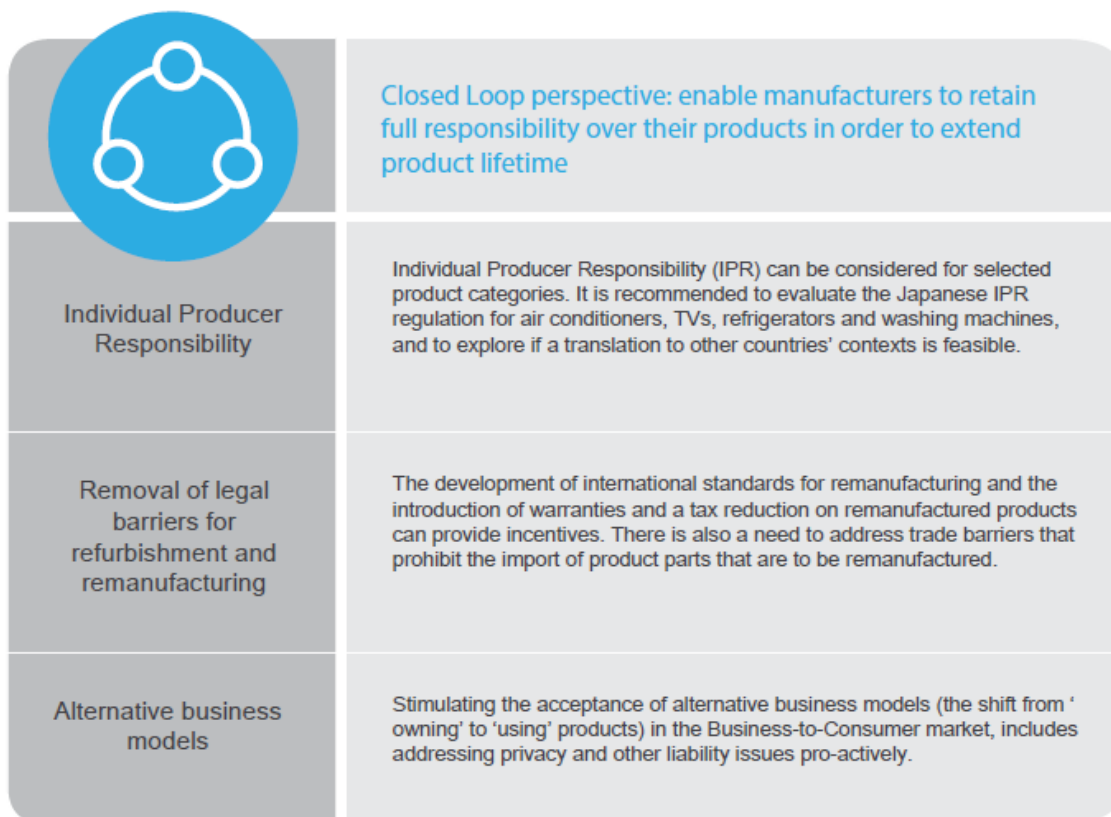 Closed Loop perspective: enable manufacturers to retain
full responsibility over their products in order to extend
product lifetime
Individual Producer
Responsibility
Individual Producer Responsibility (IPR) can be considered for selected
product categories. It is recommended to evaluate the Japanese IPR
regulation for air conditioners, TVs, refrigerators and washing machines,
and to explore if a translation to other countries' contexts is feasible.
Removal of legal
barriers for
refurbishment and
remanufacturing
The development of international standards for remanufacturing and the
introduction of warranties and a tax reduction on remanufactured products
can provide incentives. There is also a need to address trade barriers that
prohibit the import of product parts that are to be remanufactured.
Alternative business
models
Stimulating the acceptance of alternative business models (the shift from ‘
owning’ to ‘using’ products) in the Business-to-Consumer market, includes
addressing privacy and other liability issues pro-actively.